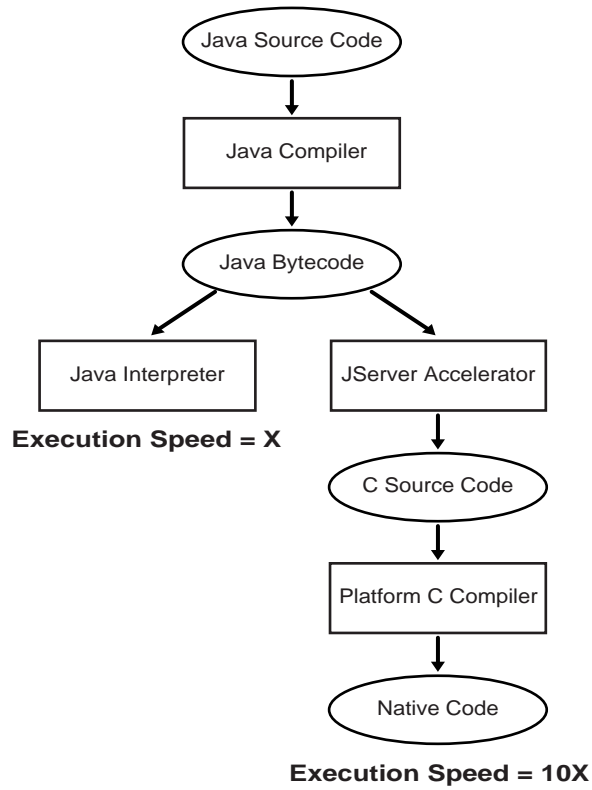 Java Source Code
Java Compiler
Java Bytecode
Java Interpreter
JServer Accelerator
Execution Speed = X
C Source Code
Platform C Compiler
Native Code
Execution Speed = 10X